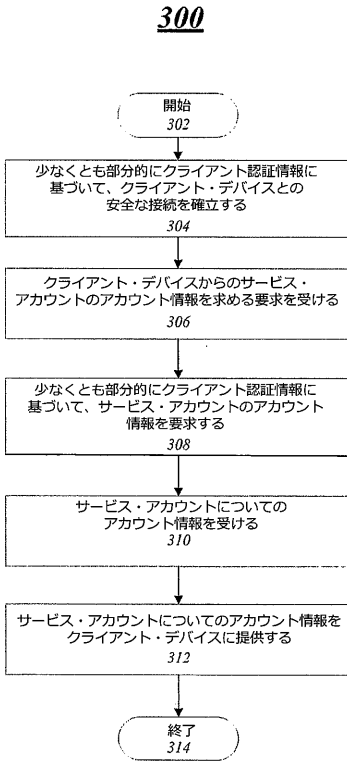 300
開始
302
少なくとも部分的にクライアント認証情報に
基づいて、クライアント・デバイスとの
安全な接続を確立する
304
クライアント・デバイスからのサービス・
アカウントのアカウント情報を求める要求を受ける
306
少なくとも部分的にクライアント認証情報に
基づいて、サービス・アカウントのアカウント
情報を要求する
308
サービス・アカウントについての
アカウント情報を受ける
310
サービス・アカウントについてのアカウント情報を
クライアント・デバイスに提供する
312
終了
314